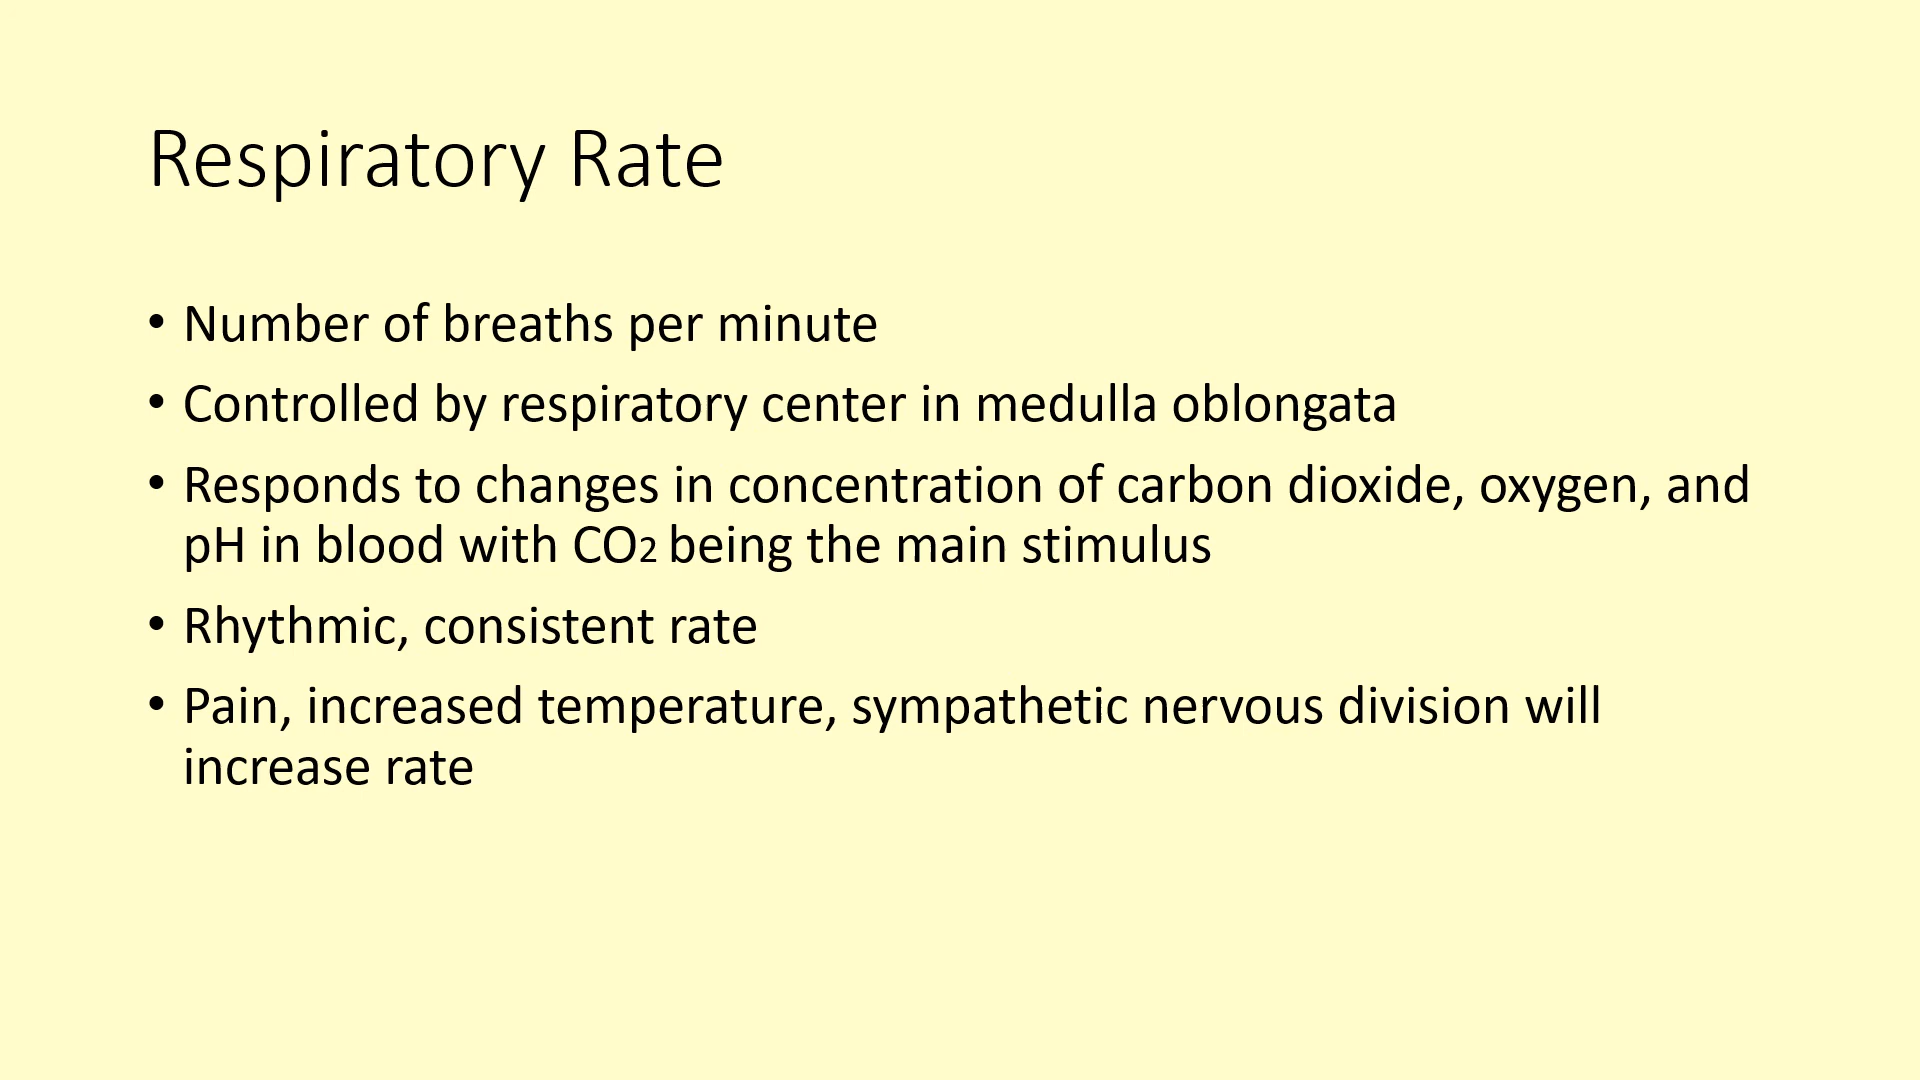 Respiratory Rate
• Number of breaths per minute
• Controlled by respiratory center in medulla oblongata
• Responds to changes in concentration of carbon dioxide, oxygen, and
pH in blood with CO2 being the main stimulus
• Rhythmic, consistent rate
• Pain, increased temperature, sympathetic nervous division will
increase rate